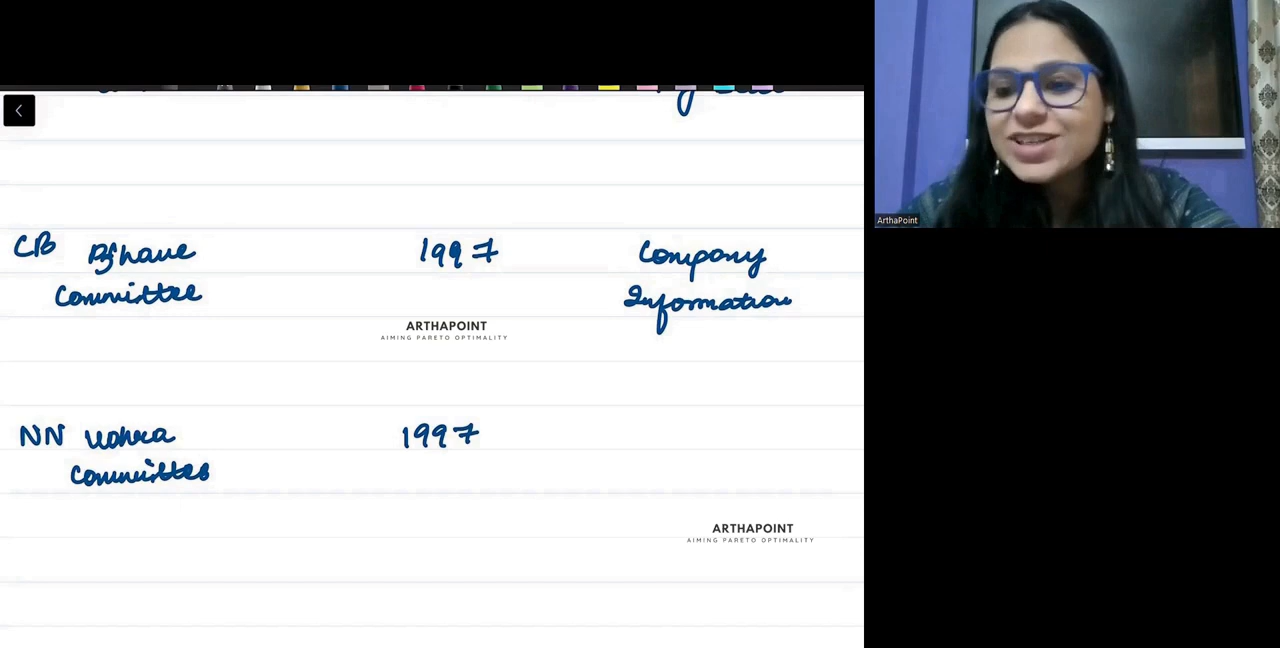 CB Bhave 1997 Company
Committee Information
ARTHAPOINT
AIMING PARETO OPTIMALITY
NN Vohra 1997
Committee
ARTHAPOINT
AIMING PARETO OPTIMALITY
ArthaPoint